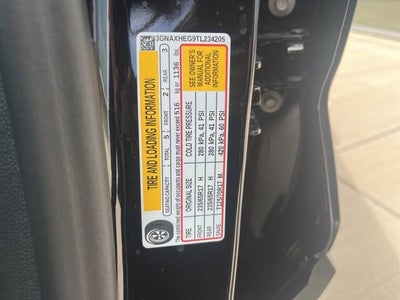 3GNAXHEG9TL234205
TIRE AND LOADING INFORMATION
SEATING CAPACITY TOTAL 5 FRONT 2 REAR 3
The combined weight of occupants and cargo must never exceed 516 kg or 1136 lbs
TIRE ORIGINAL SIZE COLD TIRE PRESSURE
FRONT 235/65R17 H 280 kPa, 41 PSI
REAR 235/65R17 H 280 kPa, 41 PSI
SPARE T125/70R17 M 420 kPa, 60 PSI
SEE OWNER'S
MANUAL FOR
ADDITIONAL
INFORMATION